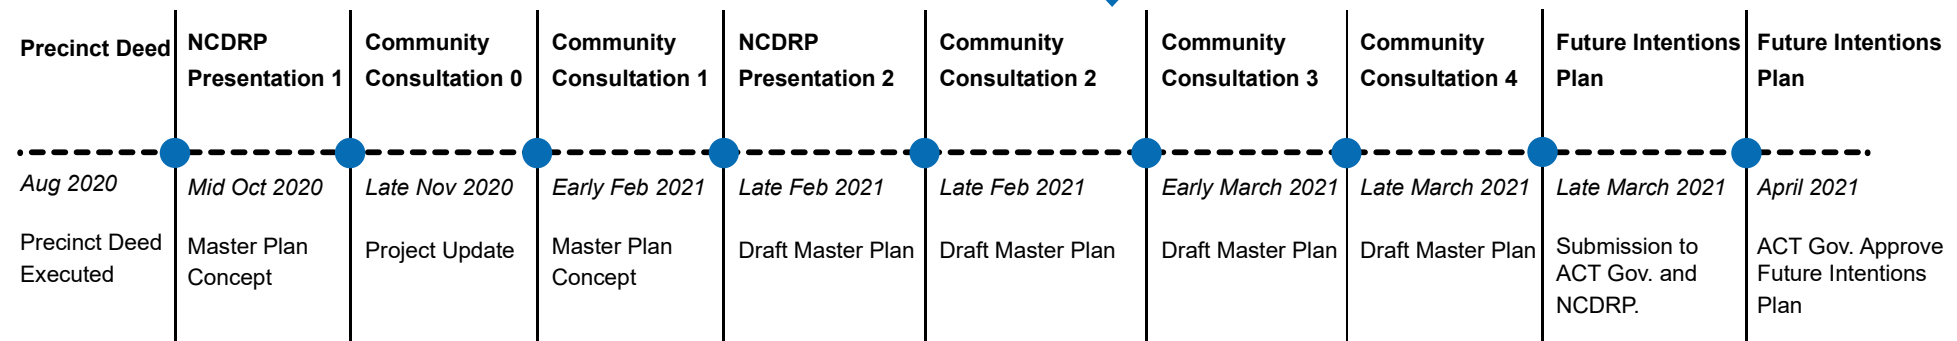 Precinct Deed
Aug 2020
Precinct Deed
Executed
NCDRP
Presentation 1
Mid Oct 2020
Master Plan
Concept
Community
Consultation 0
Late Nov 2020
Project Update
Community
Consultation 1
Early Feb 2021
Master Plan
Concept
NCDRP
Presentation 2
Late Feb 2021
Draft Master Plan
Community
Consultation 2
Late Feb 2021
Draft Master Plan
Community
Consultation 3
Early March 2021
Draft Master Plan
Community
Consultation 4
Late March 2021
Draft Master Plan
Future Intentions
Plan
Late March 2021
Submission to
ACT Gov. and
NCDRP.
Future Intentions
Plan
April 2021
ACT Gov. Approve
Future Intentions
Plan